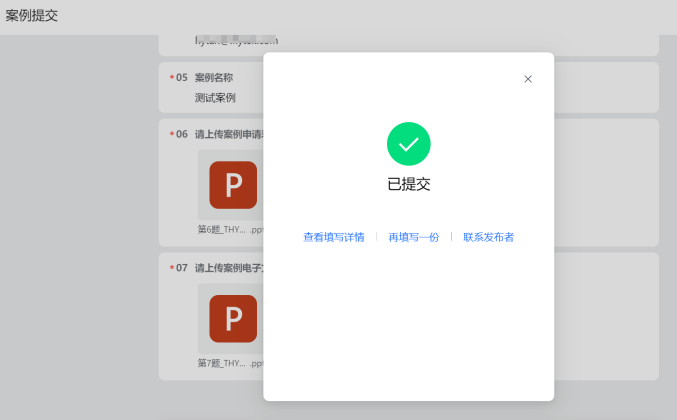 案例提交
05 案例名称
测试案例
* 06 请上传案例申请
P
第6题_THY... .ppt
* 07 请上传案例电子
P
第7题_THY... .ppt
已提交
查看填写详情 | 再填写一份 | 联系发布者